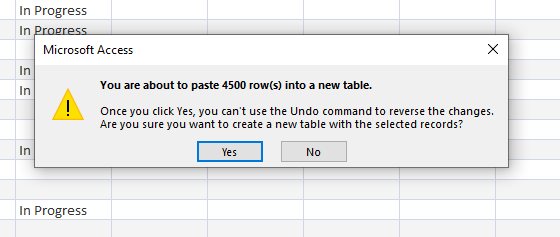 In Progress
In Progress
Microsoft Access
You are about to paste 4500 row(s) into a new table.
In
Once you click Yes, you can't use the Undo command to reverse the changes.
In
Are you sure you want to create a new table with the selected records?
In
Yes
No
In Progress